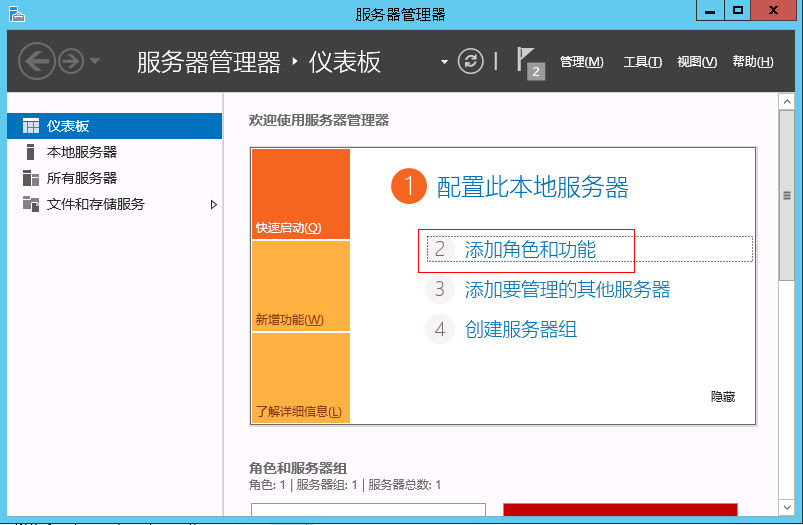 服务器管理器
服务器管理器 ‣ 仪表板
2
管理(M)
工具(T)
视图(V)
帮助(H)
仪表板
本地服务器
所有服务器
文件和存储服务
欢迎使用服务器管理器
快速启动(Q)
新增功能(W)
了解详细信息(L)
1 配置此本地服务器
2 添加角色和功能
3 添加要管理的其他服务器
4 创建服务器组
隐藏
角色和服务器组
角色: 1 | 服务器组: 1 | 服务器总数: 1